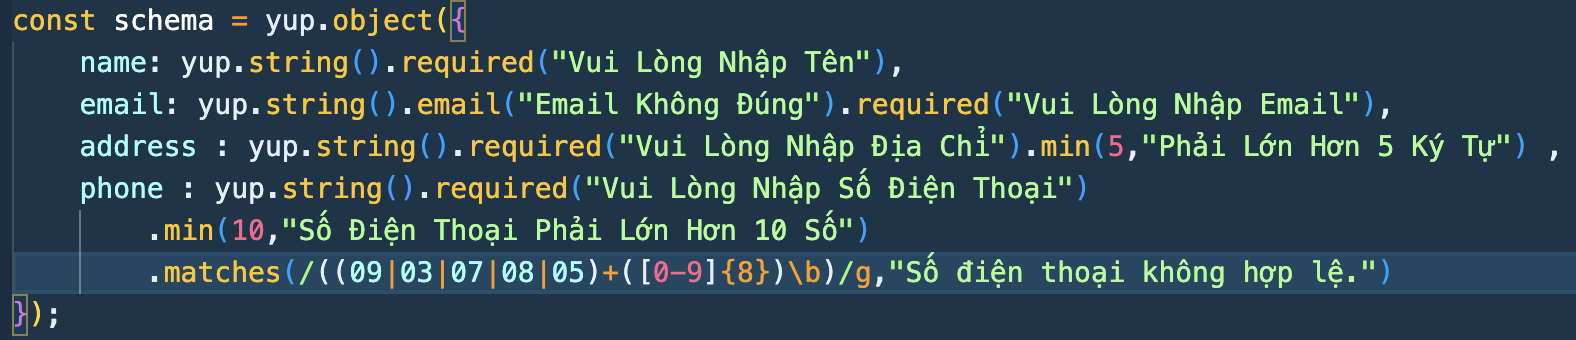 const schema = yup.object({
name: yup.string().required("Vui Lòng Nhập Tên"),
email: yup.string().email("Email Không Đúng").required("Vui Lòng Nhập Email"),
address : yup.string().required("Vui Lòng Nhập Địa Chỉ").min(5,"Phải Lớn Hơn 5 Ký Tự") ,
phone : yup.string().required("Vui Lòng Nhập Số Điện Thoại")
.min(10,"Số Điện Thoại Phải Lớn Hơn 10 Số")
.matches(/((09|03|07|08|05)+([0-9]{8})\b)/g,"Số điện thoại không hợp lệ.")
});